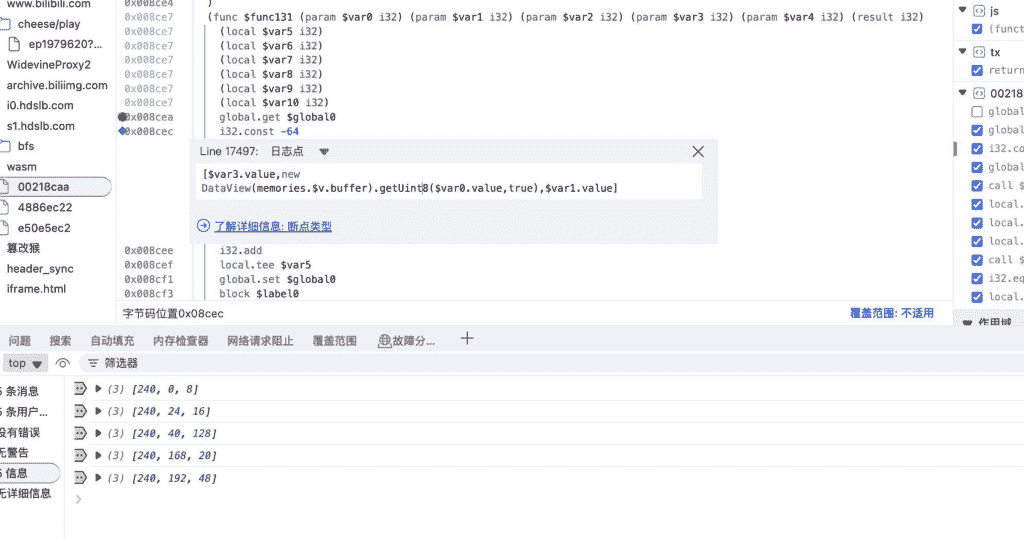 www.bilibili.com
cheese/play
ep1979620?...
WidevineProxy2
archive.biliimg.com
i0.hdslb.com
s1.hdslb.com
bfs
wasm
00218caa
4886ec22
e50e5ec2
篡改猴
header_sync
iframe.html
0x008ce4 )
0x008ce7 (func $func131 (param $var0 i32) (param $var1 i32) (param $var2 i32) (param $var3 i32) (param $var4 i32) (result i32)
0x008ce7 (local $var5 i32)
0x008ce7 (local $var6 i32)
0x008ce7 (local $var7 i32)
0x008ce7 (local $var8 i32)
0x008ce7 (local $var9 i32)
0x008ce7 (local $var10 i32)
0x008cea global.get $global0
0x008cec i32.const -64
Line 17497: 日志点
[$var3.value,new
DataView(memories.$v.buffer).getUint8($var0.value,true),$var1.value]
了解详细信息: 断点类型
0x008cee i32.add
0x008cef local.tee $var5
0x008cf1 global.set $global0
0x008cf3 block $label0
字节码位置0x08cec
覆盖范围: 不适用
js
(funct
tx
return
00218
global
global
i32.co
global
call $
local.
local.
local.
call $
i32.eq
local.
作用域
问题 搜索 自动填充 内存检查器 网络请求阻止 覆盖范围 故障分...
top 筛选器
5 条消息
5 条用户...
没有错误
无警告
5 信息
无详细信息
(3) [240, 0, 8]
(3) [240, 24, 16]
(3) [240, 40, 128]
(3) [240, 168, 20]
(3) [240, 192, 48]